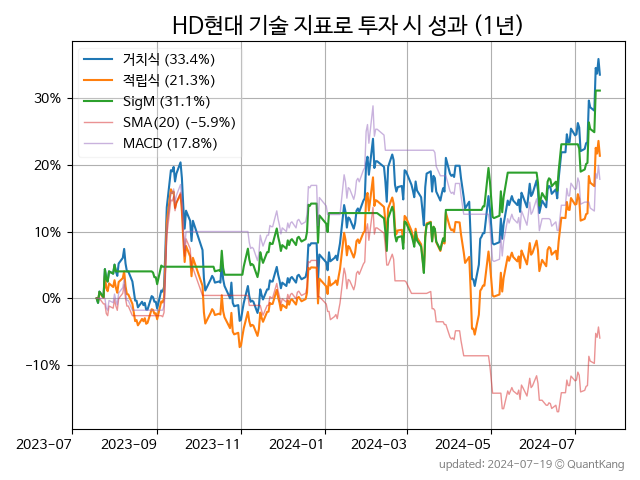 HD현대 기술 지표로 투자 시 성과 (1년)
거치식 (33.4%)
적립식 (21.3%)
SigM (31.1%)
SMA(20) (−5.9%)
MACD (17.8%)
30%
20%
10%
0%
−10%
2023-07 2023-09 2023-11 2024-01 2024-03 2024-05 2024-07
updated: 2024-07-19 © QuantKang